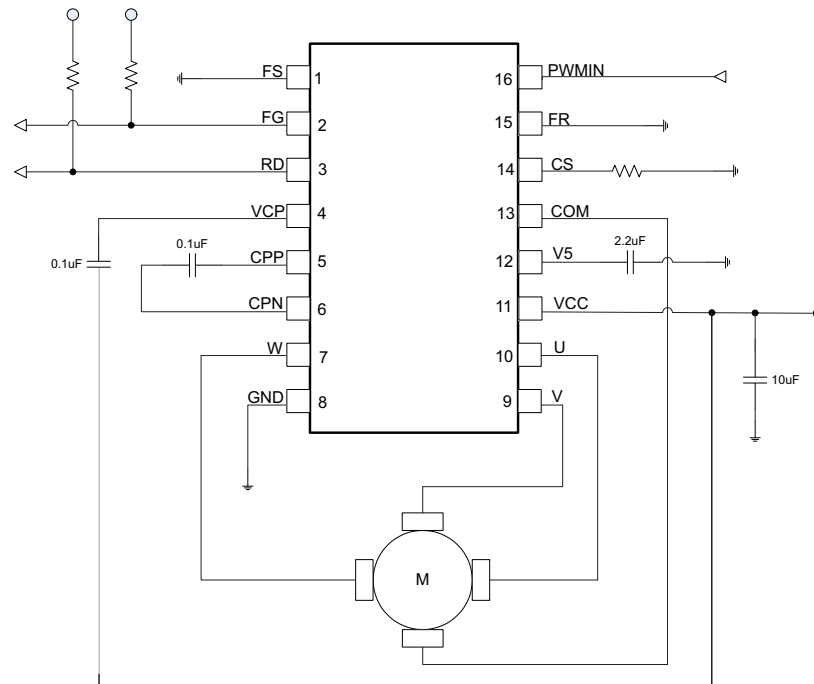 FS 1 16 PWMIN
FG 2 15 FR
RD 3 14 CS
VCP 4 13 COM
0.1uF 0.1uF CPP 5 12 V5 2.2uF
CPN 6 11 VCC
W 7 10 U
10uF
GND 8 9 V
M